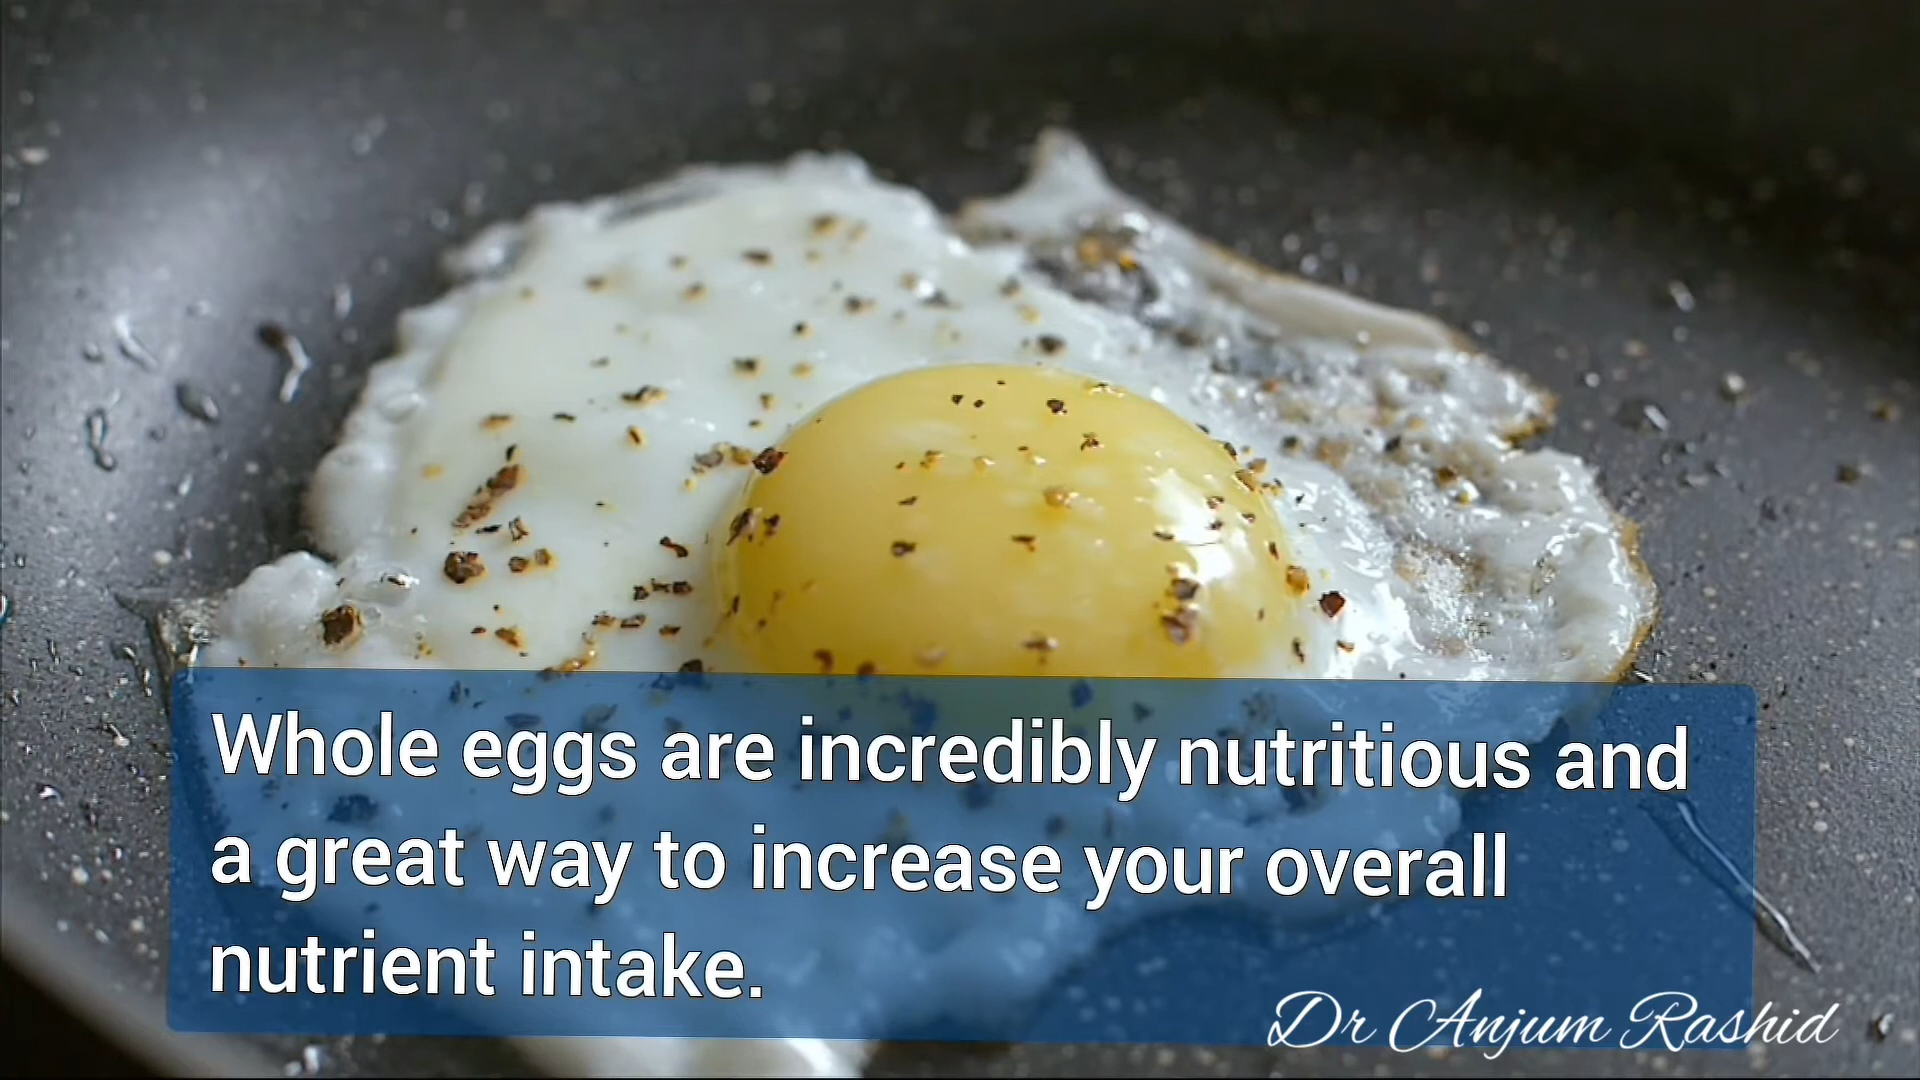 Whole eggs are incredibly nutritious and
a great way to increase your overall
nutrient intake.
Dr Anjum Rashid